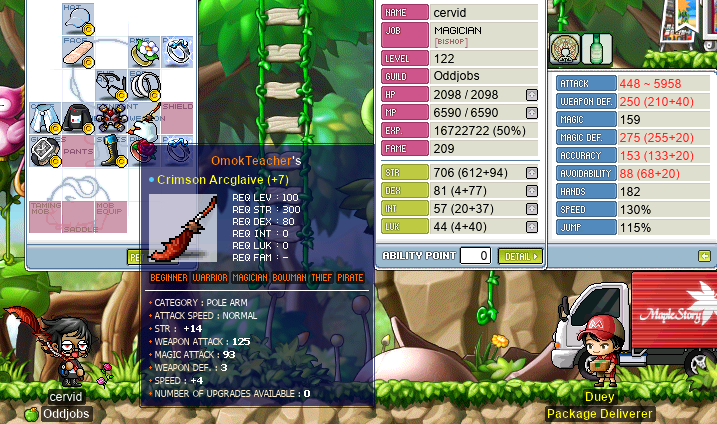 HAT
FACE
PENDANT
WEAPON
SHIELD
PANTS
SHOES
TAMING
MOB
MOB
EQUIP
SADDLE
OmokTeacher's
Crimson Arcglaive (+7)
REQ LEV : 100
REQ STR : 300
REQ DEX : 80
REQ INT : 0
REQ LUK : 0
REQ FAM : –
BEGINNER WARRIOR MAGICIAN BOWMAN THIEF PIRATE
CATEGORY : POLE ARM
ATTACK SPEED : NORMAL
STR : +14
WEAPON ATTACK : 125
MAGIC ATTACK : 93
WEAPON DEF. : 3
SPEED : +4
NUMBER OF UPGRADES AVAILABLE : 0
NAME cervid
JOB MAGICIAN
[BISHOP]
LEVEL 122
GUILD Oddjobs
HP 2098 / 2098
MP 6590 / 6590
EXP. 16722722 (50%)
FAME 209
STR 706 (612+94)
DEX 81 (4+77)
INT 57 (20+37)
LUK 44 (4+40)
ABILITY POINT 0 DETAIL
ATTACK 448 ~ 5958
WEAPON DEF. 250 (210+40)
MAGIC 159
MAGIC DEF. 275 (255+20)
ACCURACY 153 (133+20)
AVOIDABILITY 88 (68+20)
HANDS 182
SPEED 130%
JUMP 115%
MapleStory
cervid
Oddjobs
Duey
Package Deliverer